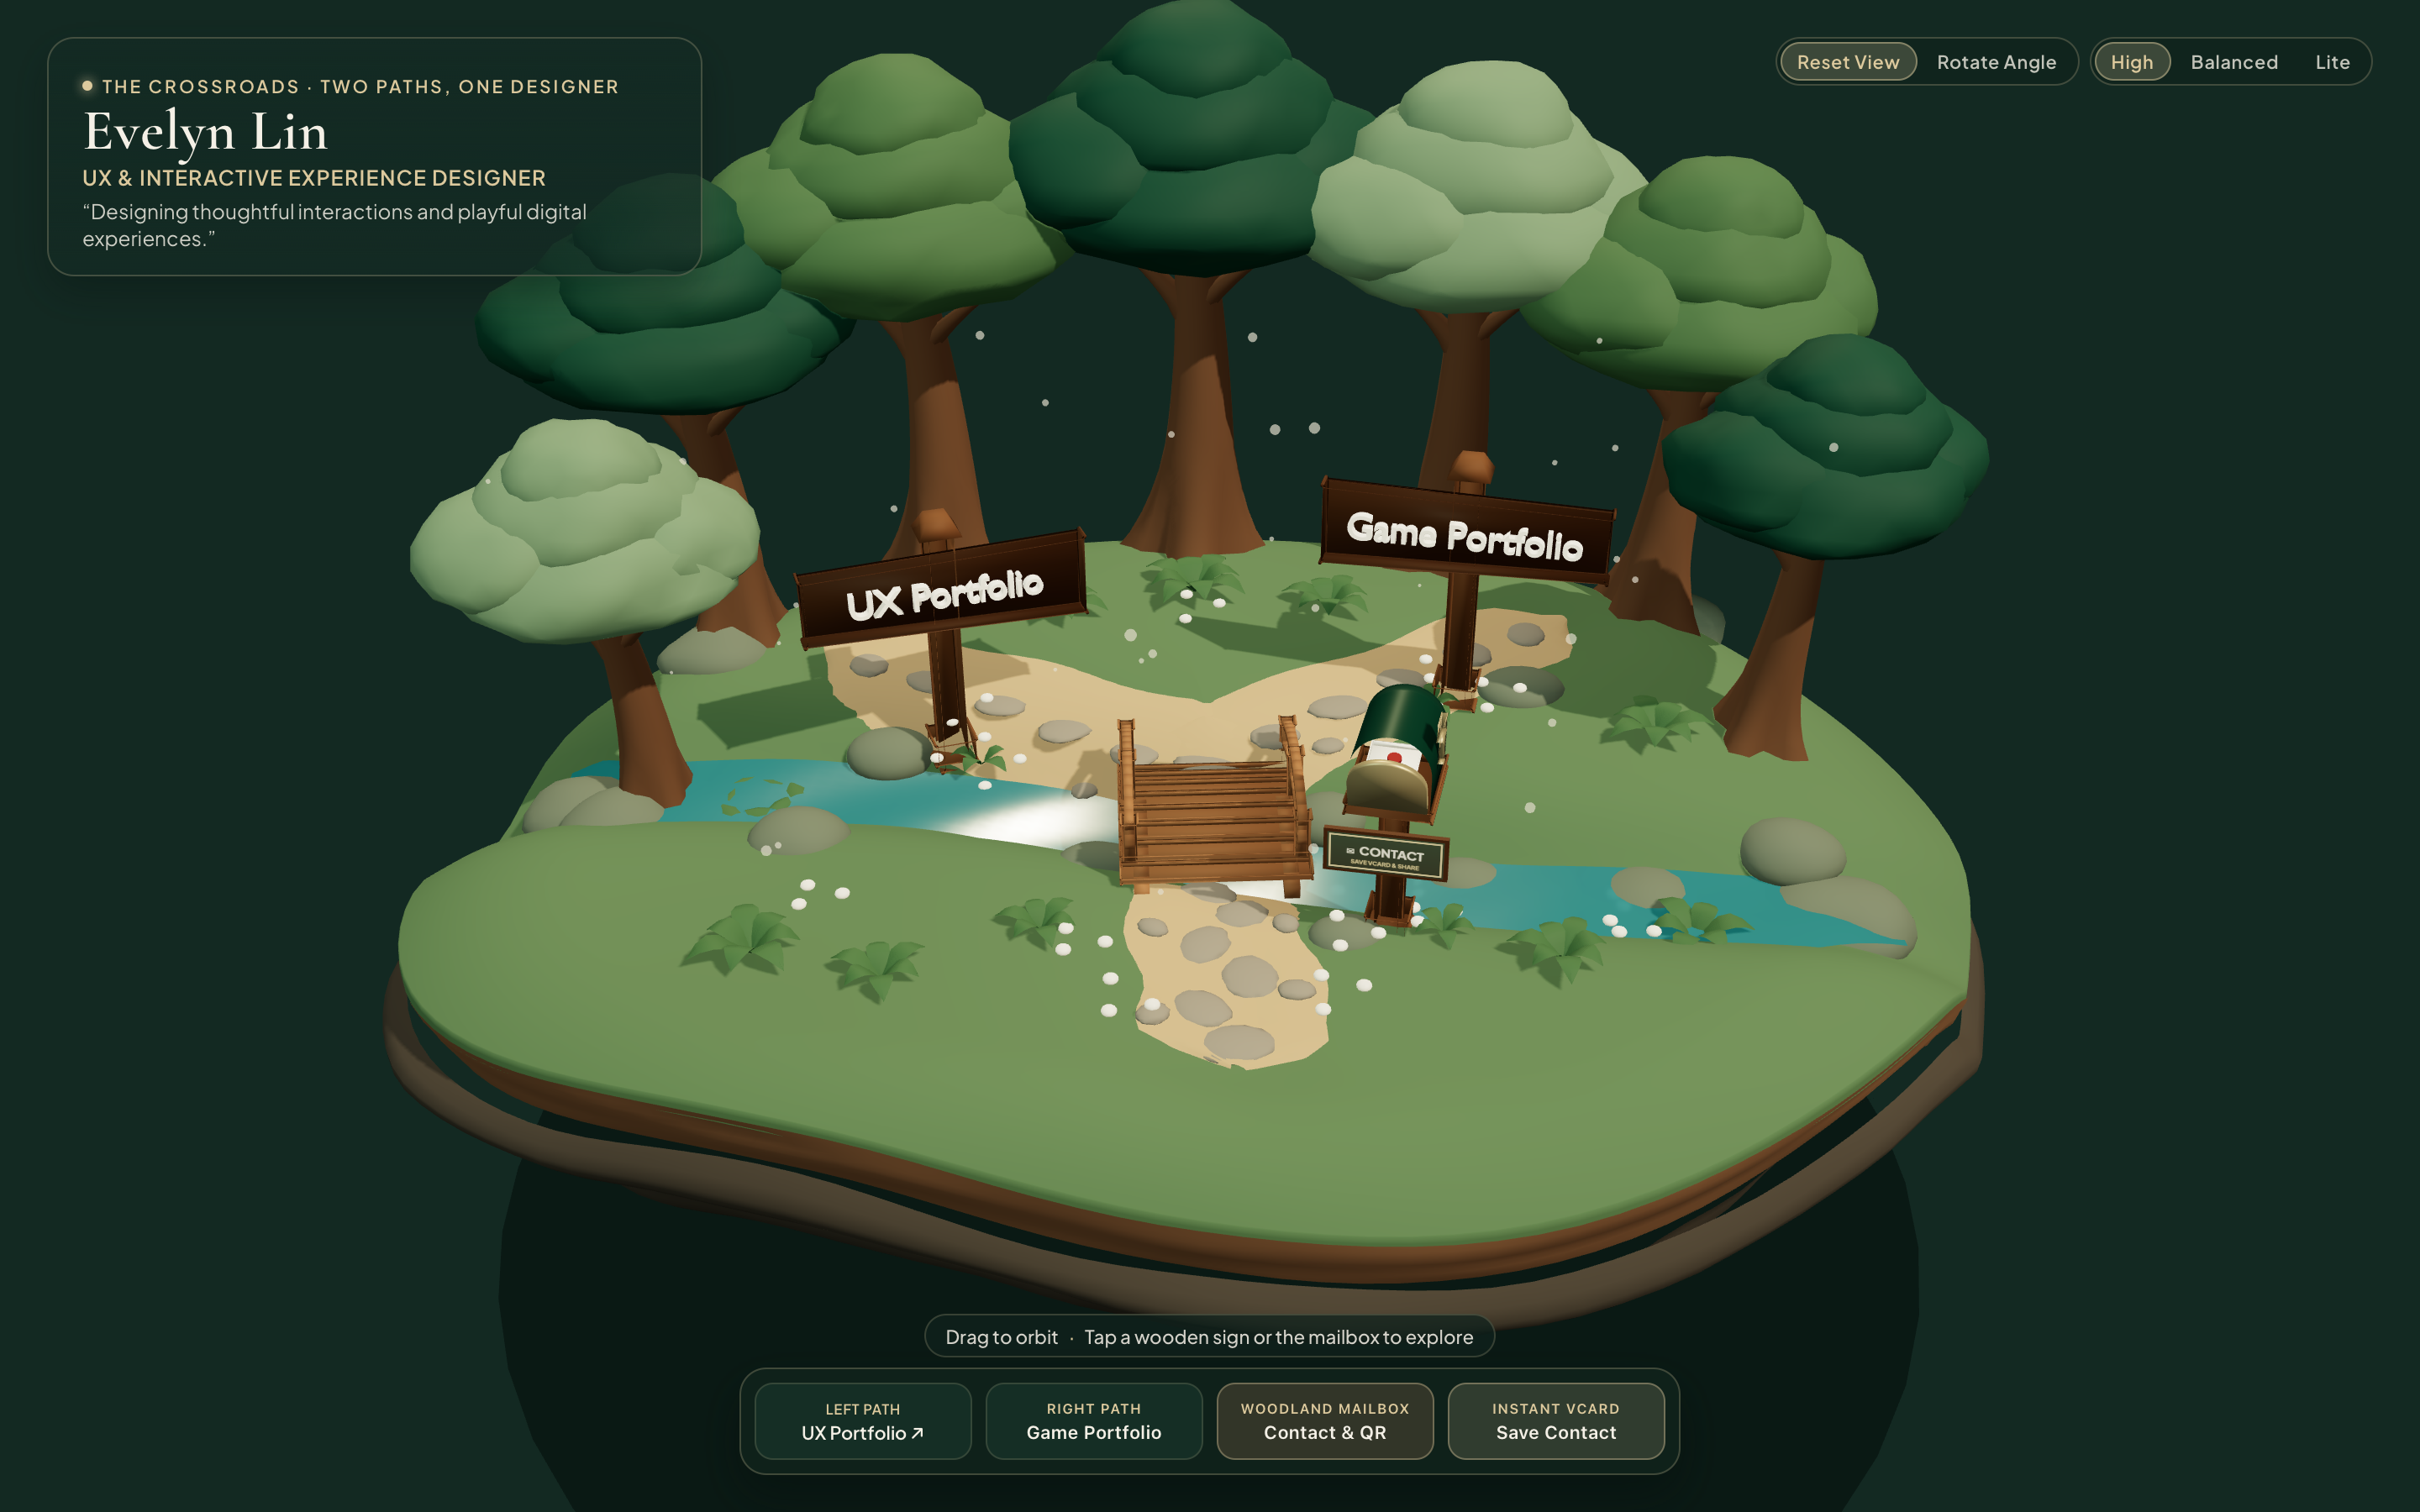 THE CROSSROADS · TWO PATHS, ONE DESIGNER
Evelyn Lin
UX & INTERACTIVE EXPERIENCE DESIGNER
“Designing thoughtful interactions and playful digital
experiences.”
Reset View
Rotate Angle
High
Balanced
Lite
UX Portfolio
Game Portfolio
✉ CONTACT
SAVE VCARD & SHARE
Drag to orbit · Tap a wooden sign or the mailbox to explore
LEFT PATH
UX Portfolio ↗
RIGHT PATH
Game Portfolio
WOODLAND MAILBOX
Contact & QR
INSTANT VCARD
Save Contact